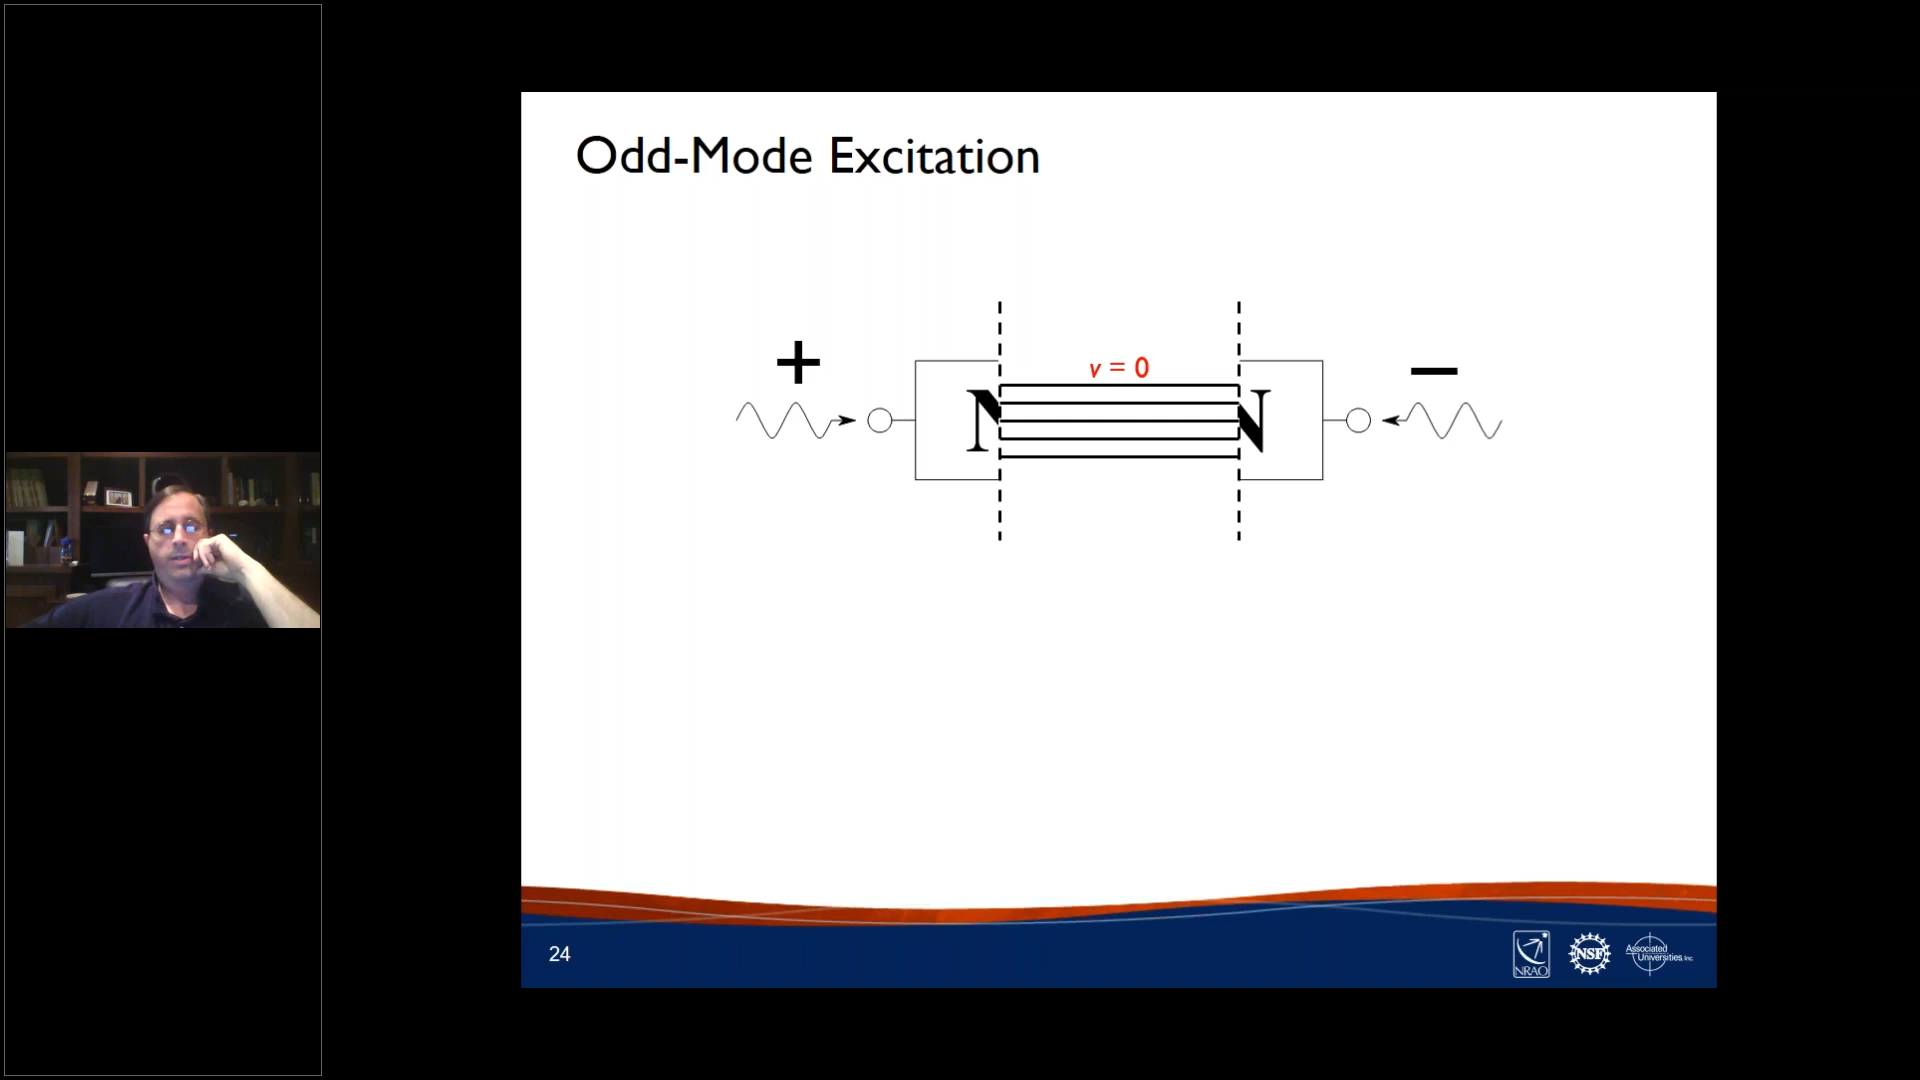 Odd-Mode Excitation
+
v = 0
−
N
N
24
NRAO
NSF
Associated
Universities, Inc.